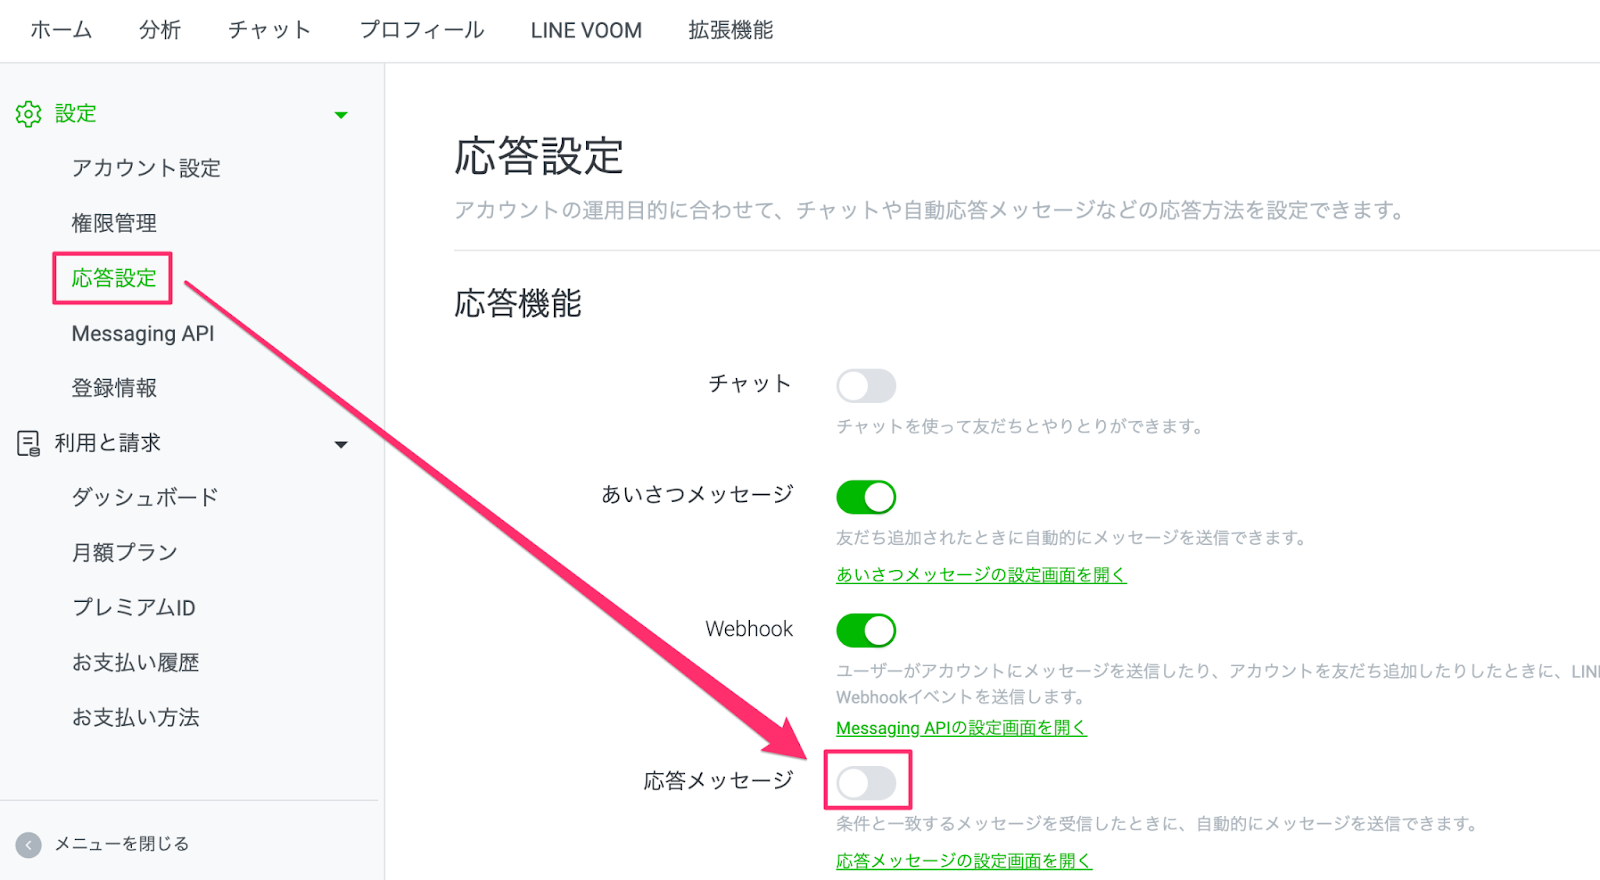 ホーム 分析 チャット プロフィール LINE VOOM 拡張機能
設定
アカウント設定
権限管理
応答設定
Messaging API
登録情報
利用と請求
ダッシュボード
月額プラン
プレミアムID
お支払い履歴
お支払い方法
メニューを閉じる
応答設定
アカウントの運用目的に合わせて、チャットや自動応答メッセージなどの応答方法を設定できます。
応答機能
チャット
チャットを使って友だちとやりとりができます。
あいさつメッセージ
友だち追加されたときに自動的にメッセージを送信できます。
あいさつメッセージの設定画面を開く
Webhook
ユーザーがアカウントにメッセージを送信したり、アカウントを友だち追加したりしたときに、LINE
Webhookイベントを送信します。
Messaging APIの設定画面を開く
応答メッセージ
条件と一致するメッセージを受信したときに、自動的にメッセージを送信できます。
応答メッセージの設定画面を開く